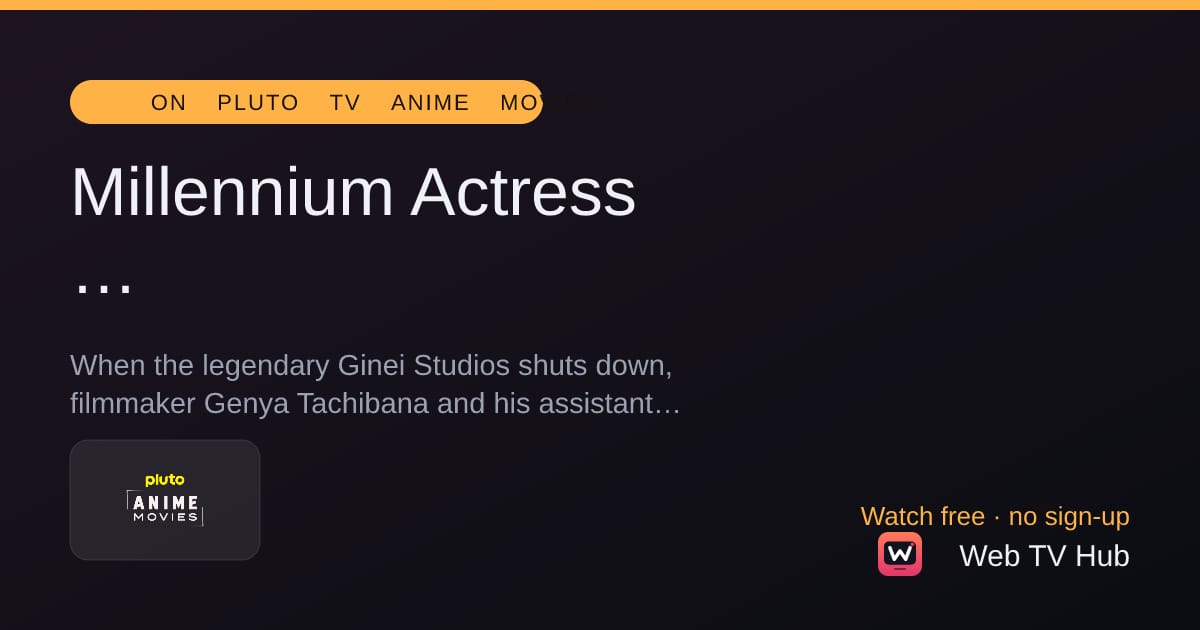 ON PLUTO TV ANIME MOVIES
Millennium Actress
…
When the legendary Ginei Studios shuts down,
filmmaker Genya Tachibana and his assistant…
pluto
ANIME
MOVIES
Watch free · no sign-up
W
Web TV Hub